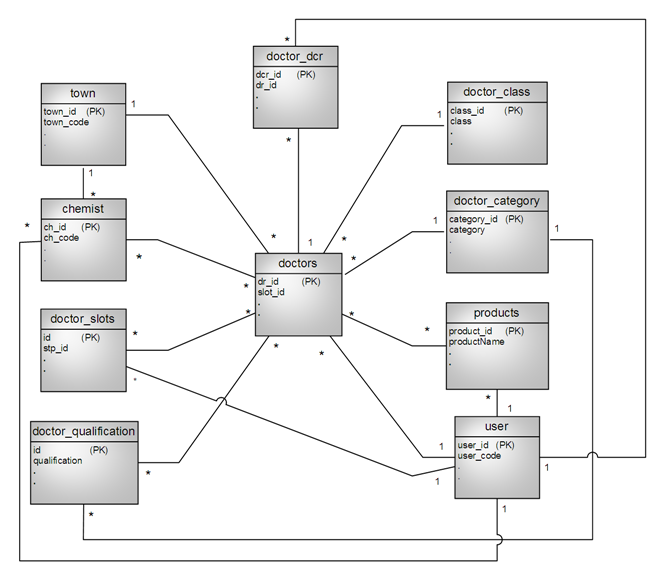 doctor_dcr
dcr_id (PK)
dr_id
.
.
*
*
town
town_id (PK)
town_code
.
.
1
1
doctor_class
class_id (PK)
class
.
.
1
chemist
ch_id (PK)
ch_code
.
.
*
*
*
doctor_category
category_id (PK)
category
.
.
1
1
doctors
dr_id (PK)
slot_id
.
.
*
1
*
*
*
*
*
*
*
doctor_slots
id (PK)
stp_id
.
.
*
*
products
product_id (PK)
productName
.
.
*
*
doctor_qualification
id (PK)
qualification
.
.
*
*
user
user_id (PK)
user_code
.
.
1
1
1
1
1